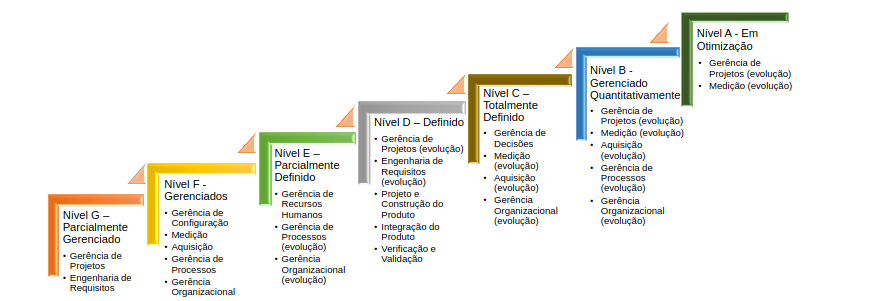 Nível G –
Parcialmente
Gerenciado
• Gerência de
Projetos
• Engenharia de
Requisitos
Nível F -
Gerenciados
• Gerência de
Configuração
• Medição
• Aquisição
• Gerência de
Processos
• Gerência
Organizacional
Nível E –
Parcialmente
Definido
• Gerência de
Recursos
Humanos
• Gerência de
Processos
(evolução)
• Gerência
Organizacional
(evolução)
Nível D – Definido
• Gerência de
Projetos (evolução)
• Engenharia de
Requisitos
(evolução)
• Projeto e
Construção do
Produto
• Integração do
Produto
• Verificação e
Validação
Nível C –
Totalmente
Definido
• Gerência de
Decisões
• Medição
(evolução)
• Aquisição
(evolução)
• Gerência
Organizacional
(evolução)
Nível B -
Gerenciado
Quantitativamente
• Gerência de
Projetos (evolução)
• Medição (evolução)
• Aquisição
(evolução)
• Gerência de
Processos
(evolução)
• Gerência
Organizacional
(evolução)
Nível A - Em
Otimização
• Gerência de
Projetos (evolução)
• Medição (evolução)